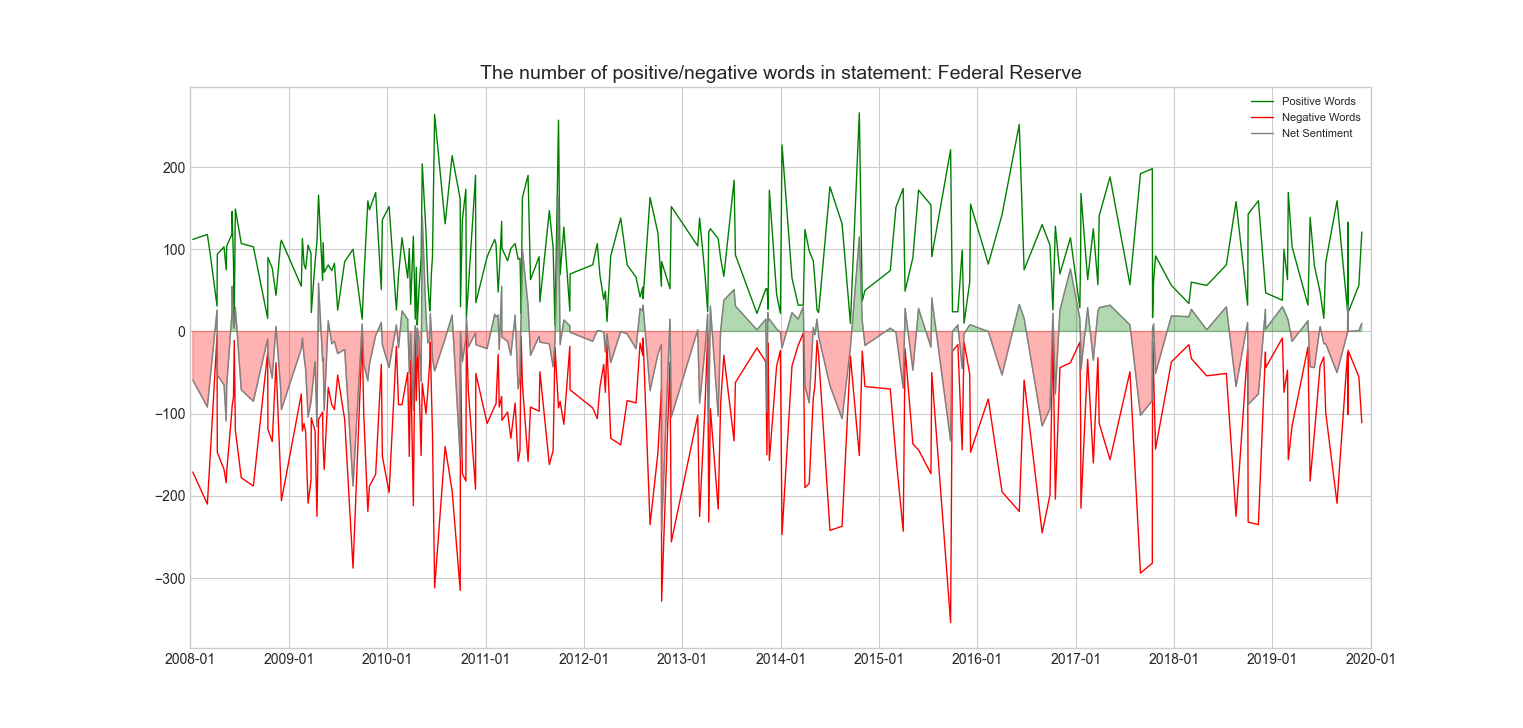 The number of positive/negative words in statement: Federal Reserve
Positive Words
Negative Words
Net Sentiment
200
100
0
−100
−200
−300
2008-01 2009-01 2010-01 2011-01 2012-01 2013-01 2014-01 2015-01 2016-01 2017-01 2018-01 2019-01 2020-01